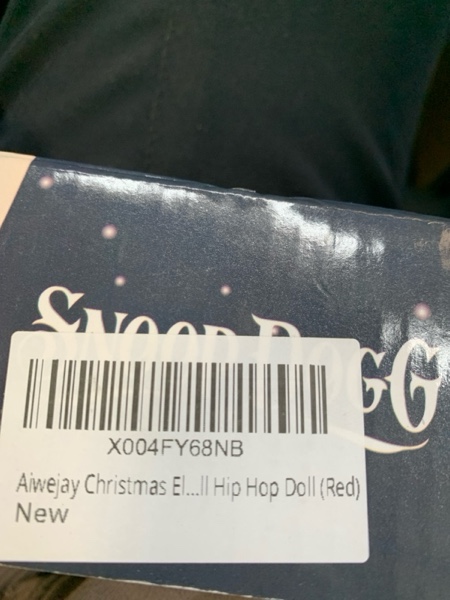 SNOOP DOGG
X004FY68NB
Aiwejay Christmas El...ll Hip Hop Doll (Red)
New